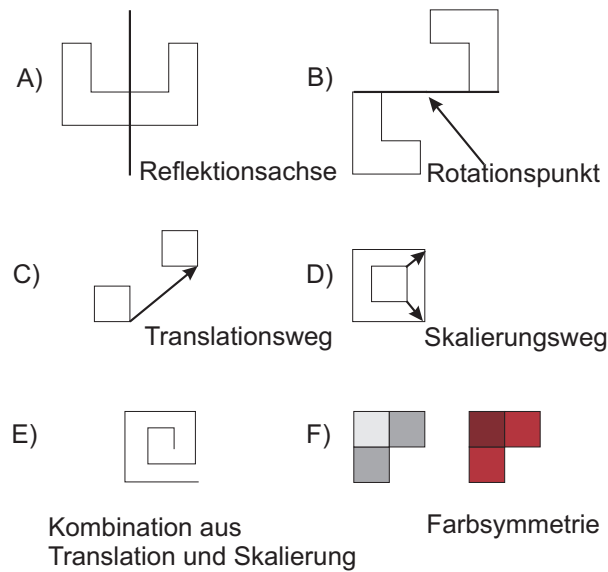 A)
Reflektionsachse
B)
Rotationspunkt
C)
Translationsweg
D)
Skalierungsweg
E)
Kombination aus
Translation und Skalierung
F)
Farbsymmetrie